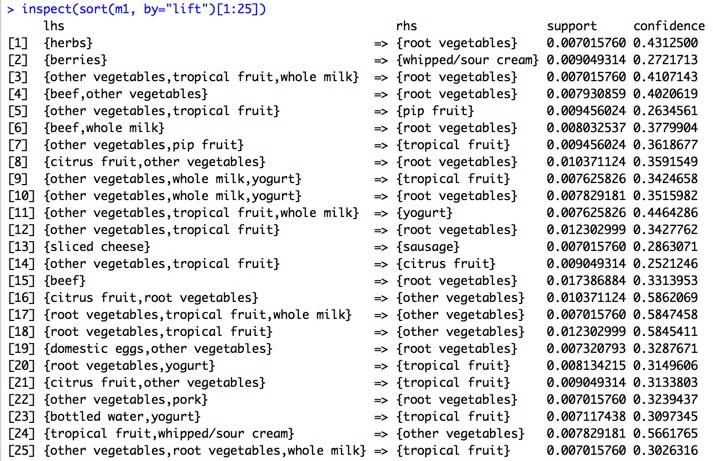 > inspect(sort(m1, by="lift")[1:25])
lhs rhs support confidence
[1] {herbs} => {root vegetables} 0.007015760 0.4312500
[2] {berries} => {whipped/sour cream} 0.009049314 0.2721713
[3] {other vegetables,tropical fruit,whole milk} => {root vegetables} 0.007015760 0.4107143
[4] {beef,other vegetables} => {root vegetables} 0.007930859 0.4020619
[5] {other vegetables,tropical fruit} => {pip fruit} 0.009456024 0.2634561
[6] {beef,whole milk} => {root vegetables} 0.008032537 0.3779904
[7] {other vegetables,pip fruit} => {tropical fruit} 0.009456024 0.3618677
[8] {citrus fruit,other vegetables} => {root vegetables} 0.010371124 0.3591549
[9] {other vegetables,whole milk,yogurt} => {tropical fruit} 0.007625826 0.3424658
[10] {other vegetables,whole milk,yogurt} => {root vegetables} 0.007829181 0.3515982
[11] {other vegetables,tropical fruit,whole milk} => {yogurt} 0.007625826 0.4464286
[12] {other vegetables,tropical fruit} => {root vegetables} 0.012302999 0.3427762
[13] {sliced cheese} => {sausage} 0.007015760 0.2863071
[14] {other vegetables,tropical fruit} => {citrus fruit} 0.009049314 0.2521246
[15] {beef} => {root vegetables} 0.017386884 0.3313953
[16] {citrus fruit,root vegetables} => {other vegetables} 0.010371124 0.5862069
[17] {root vegetables,tropical fruit,whole milk} => {other vegetables} 0.007015760 0.5847458
[18] {root vegetables,tropical fruit} => {other vegetables} 0.012302999 0.5845411
[19] {domestic eggs,other vegetables} => {root vegetables} 0.007320793 0.3287671
[20] {root vegetables,yogurt} => {tropical fruit} 0.008134215 0.3149606
[21] {citrus fruit,other vegetables} => {tropical fruit} 0.009049314 0.3133803
[22] {other vegetables,pork} => {root vegetables} 0.007015760 0.3239437
[23] {bottled water,yogurt} => {tropical fruit} 0.007117438 0.3097345
[24] {tropical fruit,whipped/sour cream} => {other vegetables} 0.007829181 0.5661765
[25] {other vegetables,root vegetables,whole milk} => {tropical fruit} 0.007015760 0.3026316